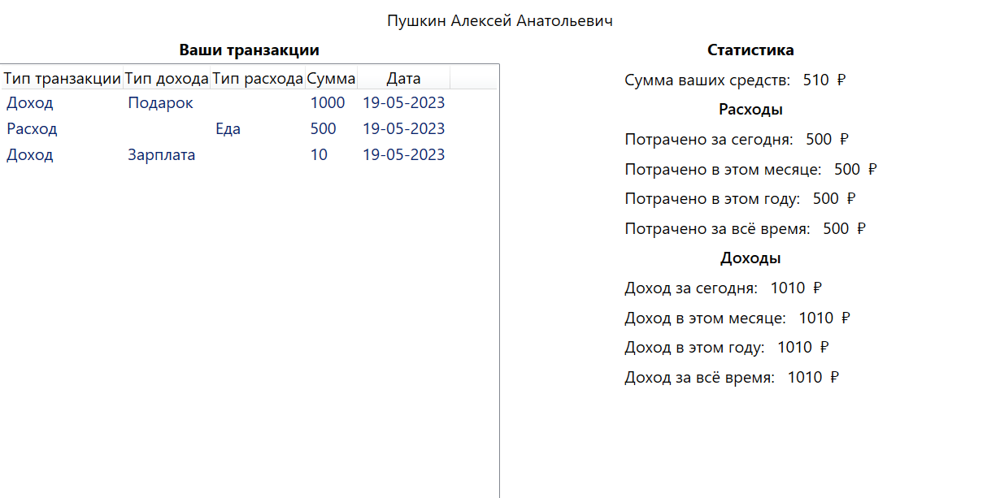 Пушкин Алексей Анатольевич
Ваши транзакции
Тип транзакции Тип дохода Тип расхода Сумма Дата
Доход Подарок 1000 19-05-2023
Расход Еда 500 19-05-2023
Доход Зарплата 10 19-05-2023
Статистика
Сумма ваших средств: 510 ₽
Расходы
Потрачено за сегодня: 500 ₽
Потрачено в этом месяце: 500 ₽
Потрачено в этом году: 500 ₽
Потрачено за всё время: 500 ₽
Доходы
Доход за сегодня: 1010 ₽
Доход в этом месяце: 1010 ₽
Доход в этом году: 1010 ₽
Доход за всё время: 1010 ₽